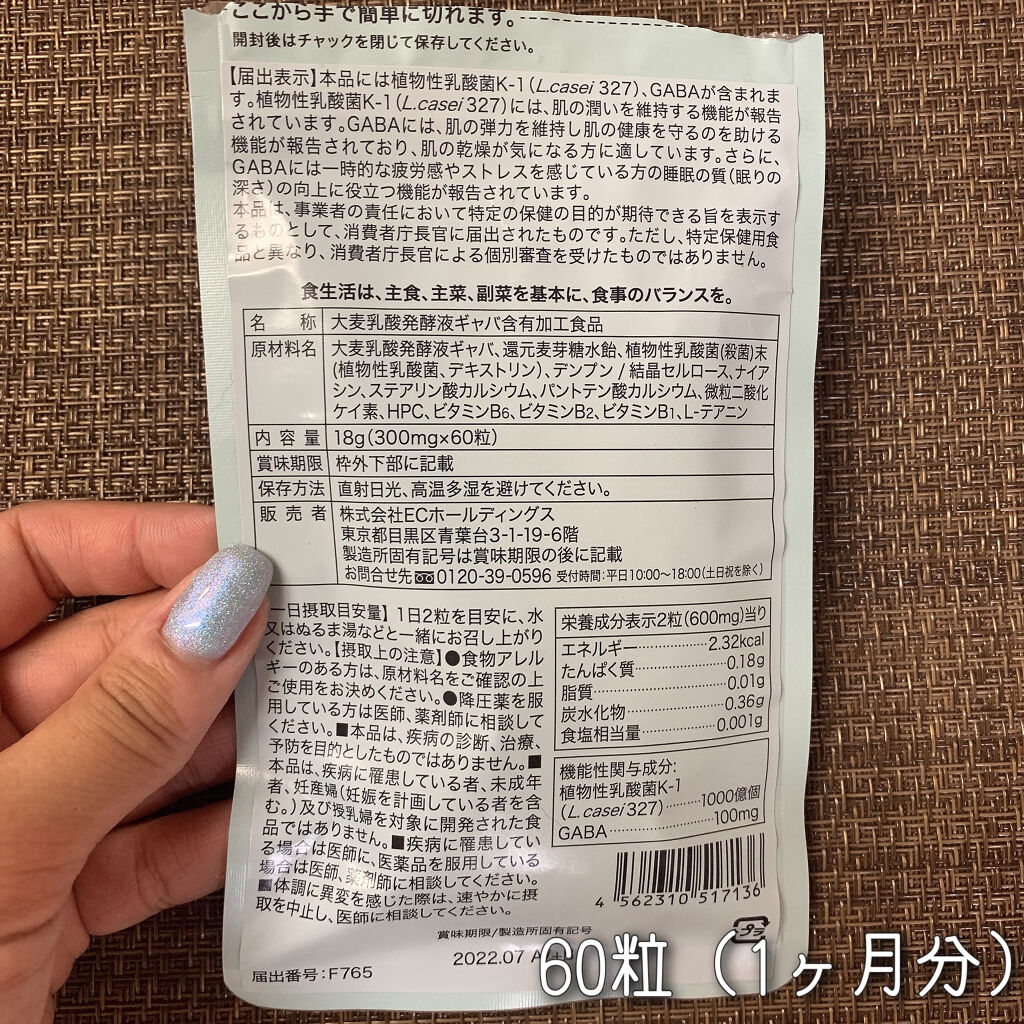 ここから手で簡単に切れます。
開封後はチャックを閉じて保存してください。
【届出表示】本品には植物性乳酸菌K-1(L.casei 327)、GABAが含まれま
す。植物性乳酸菌K-1(L.casei 327)には、肌の潤いを維持する機能が報告
されています。GABAには、肌の弾力を維持し肌の健康を守るのを助ける
機能が報告されており、肌の乾燥が気になる方に適しています。さらに、
GABAには一時的な疲労感やストレスを感じている方の睡眠の質(眠りの
深さ)の向上に役立つ機能が報告されています。
本品は、事業者の責任において特定の保健の目的が期待できる旨を表示す
るものとして、消費者庁長官に届出されたものです。ただし、特定保健用食
品と異なり、消費者庁長官による個別審査を受けたものではありません。
食生活は、主食、主菜、副菜を基本に、食事のバランスを。
名称 大麦乳酸発酵液ギャバ含有加工食品
原材料名 大麦乳酸発酵液ギャバ、還元麦芽糖水飴、植物性乳酸菌(殺菌)末
(植物性乳酸菌、デキストリン)、デンプン / 結晶セルロース、ナイア
シン、ステアリン酸カルシウム、パントテン酸カルシウム、微粒二酸化
ケイ素、HPC、ビタミンB6、ビタミンB2、ビタミンB1、L-テアニン
内容量 18g(300mg×60粒)
賞味期限 枠外下部に記載
保存方法 直射日光、高温多湿を避けてください。
販売者 株式会社ECホールディングス
東京都目黒区青葉台3-1-19-6階
製造所固有記号は賞味期限の後に記載
お問合せ先 0120-39-0596 受付時間:平日10:00〜18:00(土日祝を除く)
一日摂取目安量】1日2粒を目安に、水
又はぬるま湯などと一緒にお召し上がり
ください。【摂取上の注意】●食物アレル
ギーのある方は、原材料名をご確認の上
ご使用をお決めください。●降圧薬を服
用している方は医師、薬剤師に相談して
ください。■本品は、疾病の診断、治療、
予防を目的としたものではありません。■
本品は、疾病に罹患している者、未成年
者、妊産婦(妊娠を計画している者を含
む。)及び授乳婦を対象に開発された食
品ではありません。■疾病に罹患してい
る場合は医師に、医薬品を服用している
場合は医師、薬剤師に相談してください。
■体調に異変を感じた際は、速やかに摂
取を中止し、医師に相談してください。
栄養成分表示2粒(600mg)当り
エネルギー……………2.32kcal
たんぱく質……………0.18g
脂質……………0.01g
炭水化物……………0.36g
食塩相当量……………0.001g
機能性関与成分:
植物性乳酸菌K-1
(L.casei 327)………1000億個
GABA……………100mg
4 562310 517136
プラ
賞味期限/製造所固有記号
2022.07
届出番号:F765
60粒（1ヶ月分）